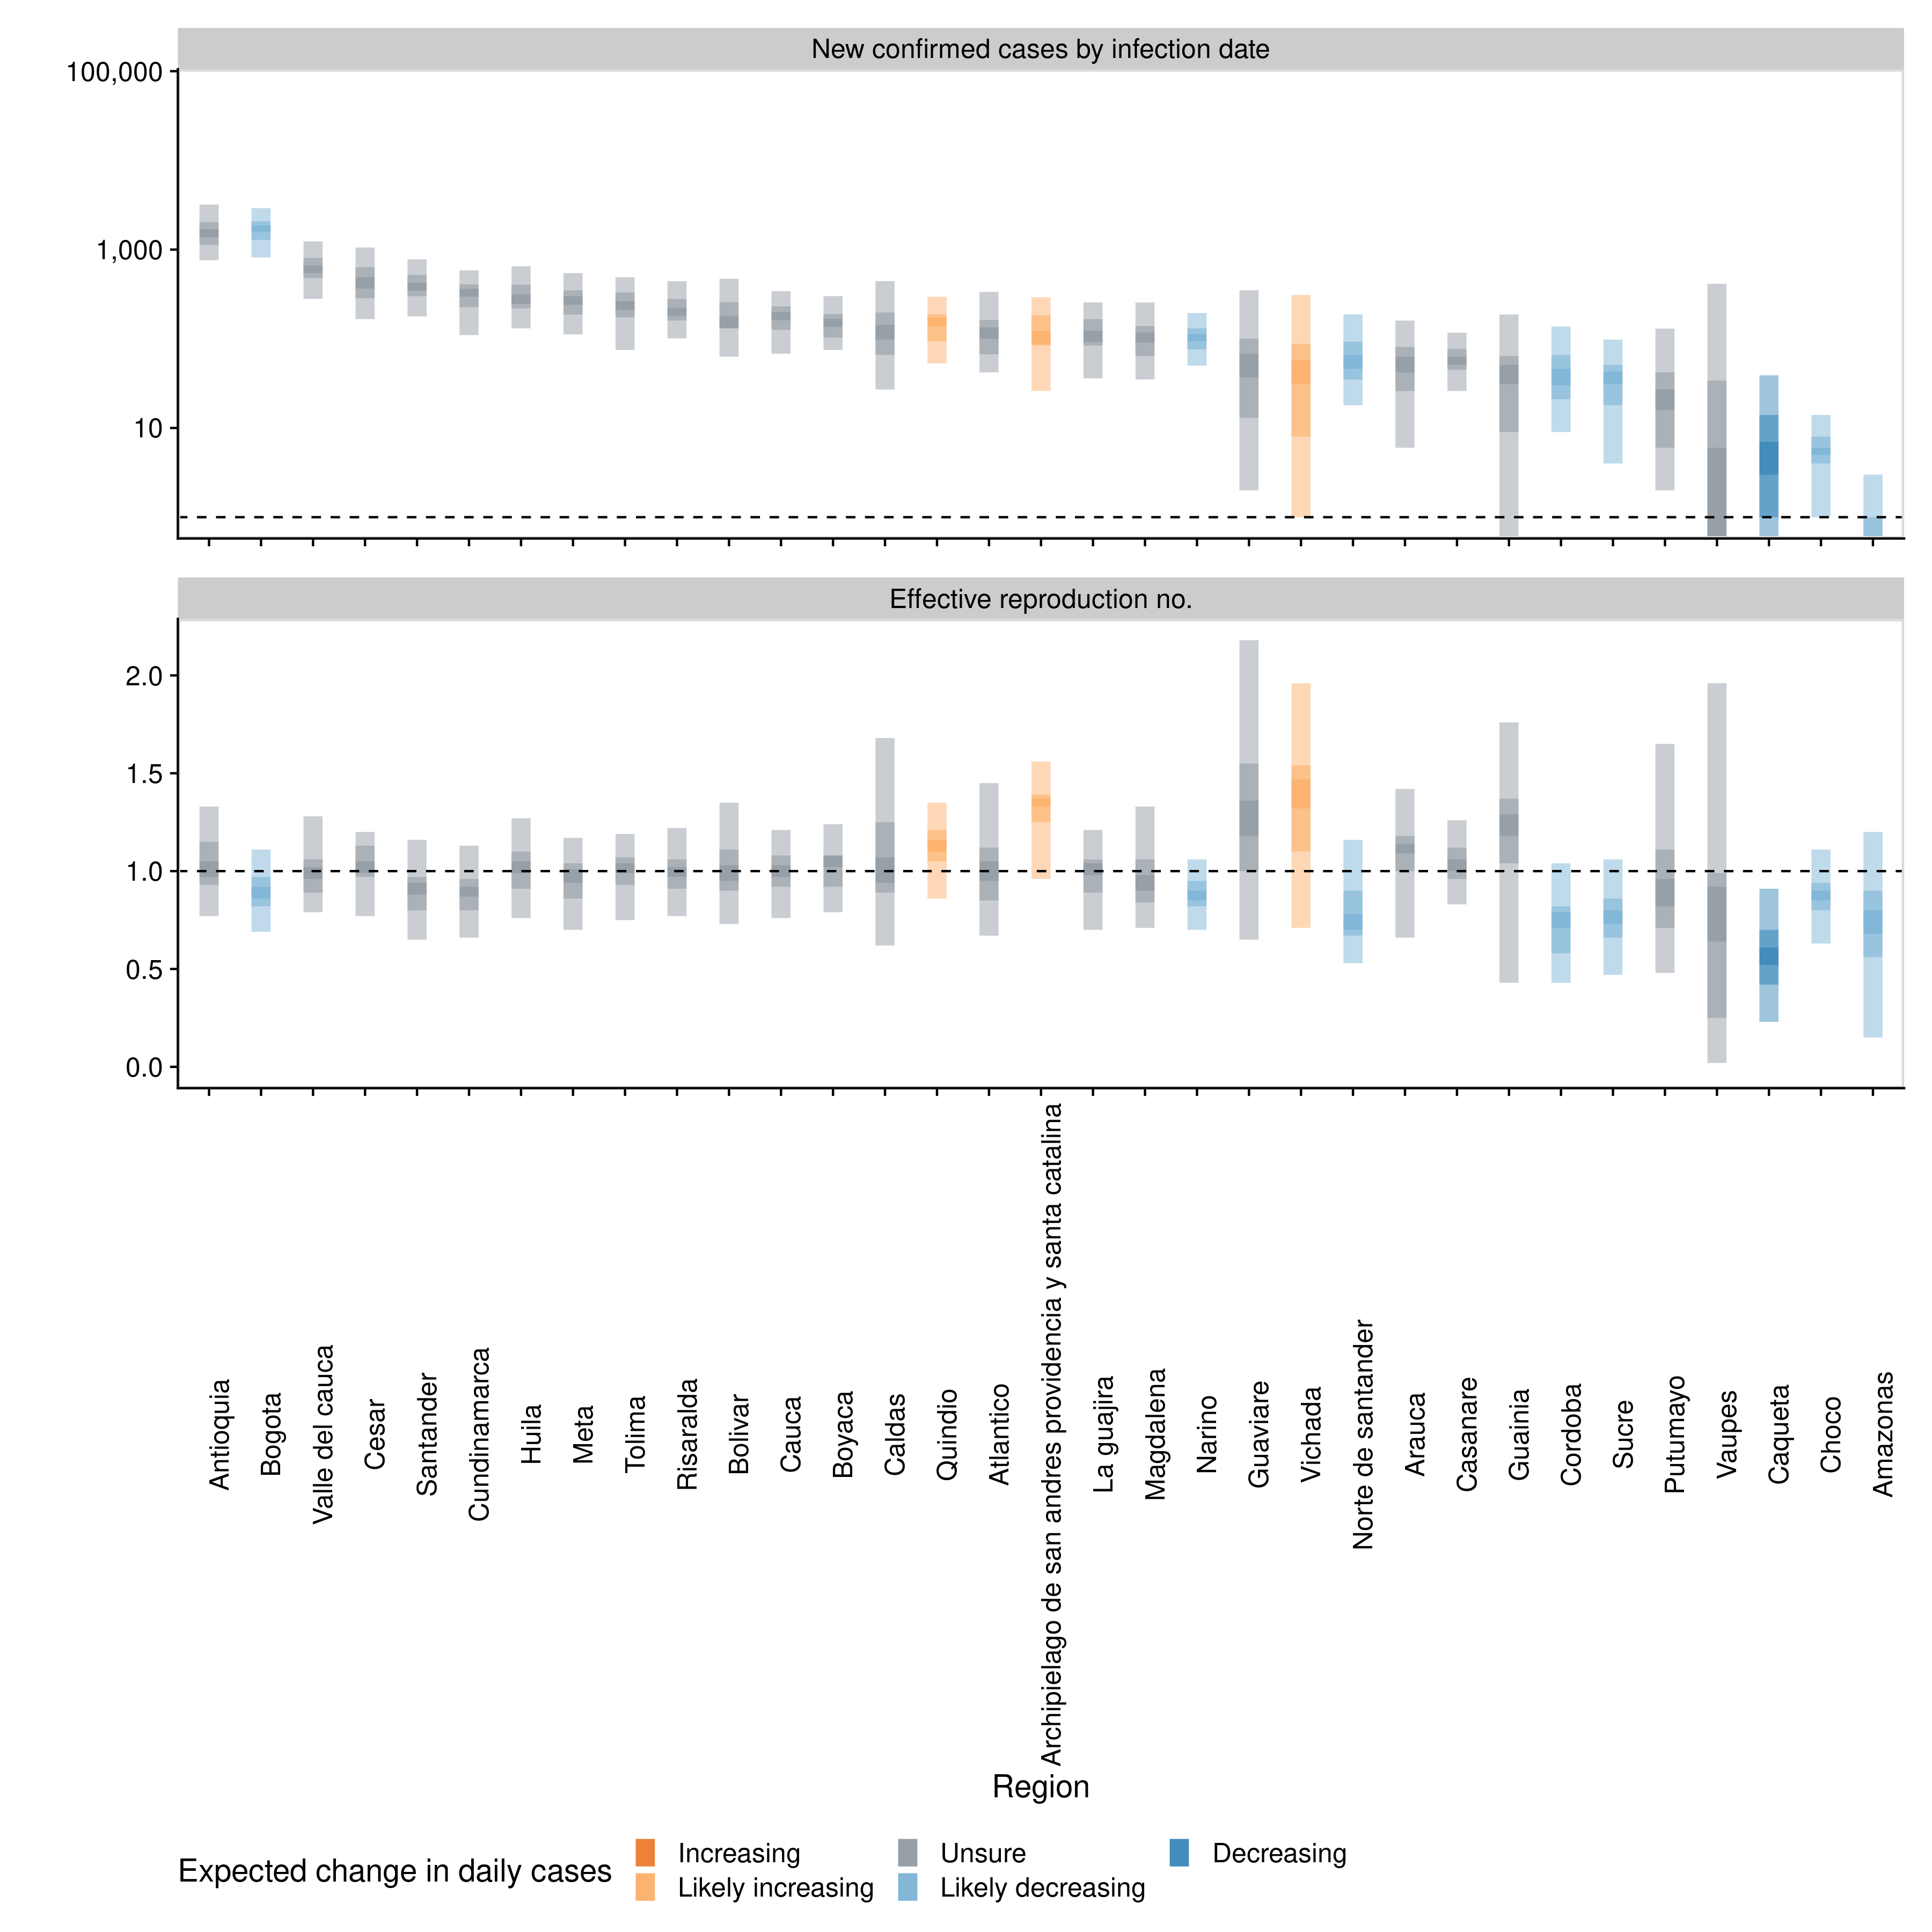 New confirmed cases by infection date
100,000
1,000
10
Effective reproduction no.
2.0
1.5
1.0
0.5
0.0
Antioquia
Bogota
Valle del cauca
Cesar
Santander
Cundinamarca
Huila
Meta
Tolima
Risaralda
Bolivar
Cauca
Boyaca
Caldas
Quindio
Atlantico
Archipielago de san andres providencia y santa catalina
La guajira
Magdalena
Narino
Guaviare
Vichada
Norte de santander
Arauca
Casanare
Guainia
Cordoba
Sucre
Putumayo
Vaupes
Caqueta
Choco
Amazonas
Region
Expected change in daily cases
Increasing
Likely increasing
Unsure
Likely decreasing
Decreasing